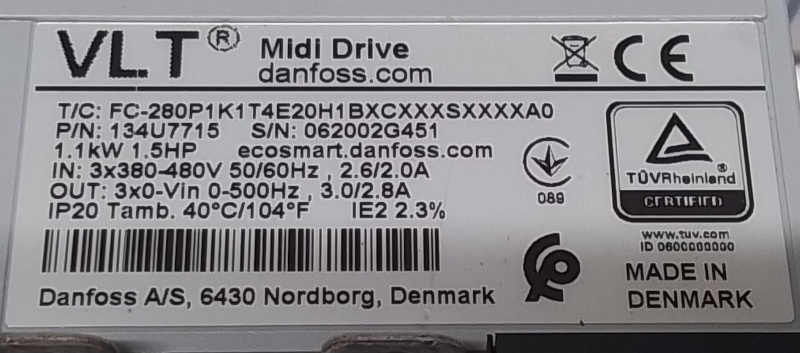 VLT® Midi Drive
danfoss.com
T/C: FC-280P1K1T4E20H1BXCXXXSXXXXA0
P/N: 134U7715 S/N: 062002G451
1.1kW 1.5HP ecosmart.danfoss.com
IN: 3x380-480V 50/60Hz , 2.6/2.0A
OUT: 3x0-Vin 0-500Hz , 3.0/2.8A
IP20 Tamb. 40°C/104°F IE2 2.3%
Danfoss A/S, 6430 Nordborg, Denmark
CE
089
TÜVRheinland®
CERTIFIED
www.tuv.com
ID 0600000000
MADE IN
DENMARK